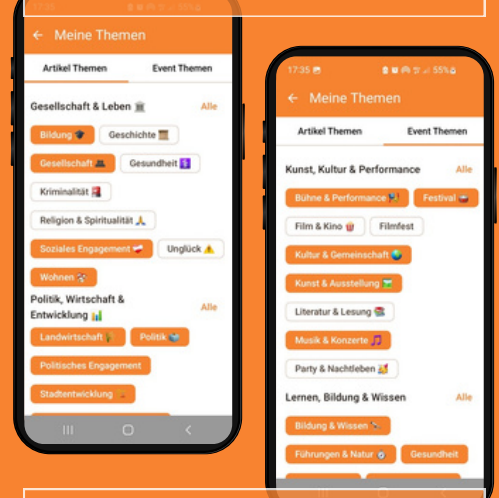 17:35 55%
← Meine Themen
Artikel Themen Event Themen
Gesellschaft & Leben 🏛 Alle
Bildung 🎓 Geschichte
Gesellschaft 👥 Gesundheit ⚕️
Kriminalität
Religion & Spiritualität 🙏
Soziales Engagement Unglück ⚠️
Wohnen
Politik, Wirtschaft &
Entwicklung 📊 Alle
Landwirtschaft Politik
Politisches Engagement
Stadtentwicklung
17:35 55%
← Meine Themen
Artikel Themen Event Themen
Kunst, Kultur & Performance Alle
Bühne & Performance Festival
Film & Kino 🍿 Filmfest
Kultur & Gemeinschaft 🌍
Kunst & Ausstellung 🖼
Literatur & Lesung 📚
Musik & Konzerte 🎵
Party & Nachtleben 🎉
Lernen, Bildung & Wissen Alle
Bildung & Wissen
Führungen & Natur 🧭 Gesundheit